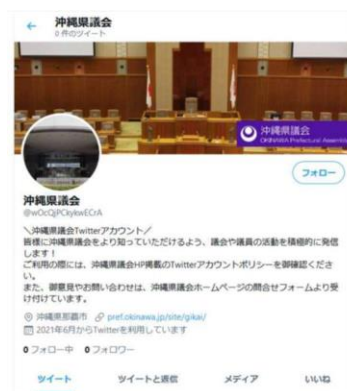 沖縄県議会
0 件のツイート
沖縄県議会
OKINAWA Prefectural Assembly
フォロー
沖縄県議会
@wOcQjPCkykwECrA
＼沖縄県議会Twitterアカウント／
皆様に沖縄県議会をより知っていただけるよう、議会や議員の活動を積極的に発信
します！
ご利用の際には、沖縄県議会HP掲載のTwitterアカウントポリシーを御確認くださ
い。
また、御意見やお問い合わせは、沖縄県議会ホームページの問合せフォームより受
け付けています。
沖縄県那覇市 pref.okinawa.jp/site/gikai/
2021年6月からTwitterを利用しています
0 フォロー中 0 フォロワー
ツイート ツイートと返信 メディア いいね